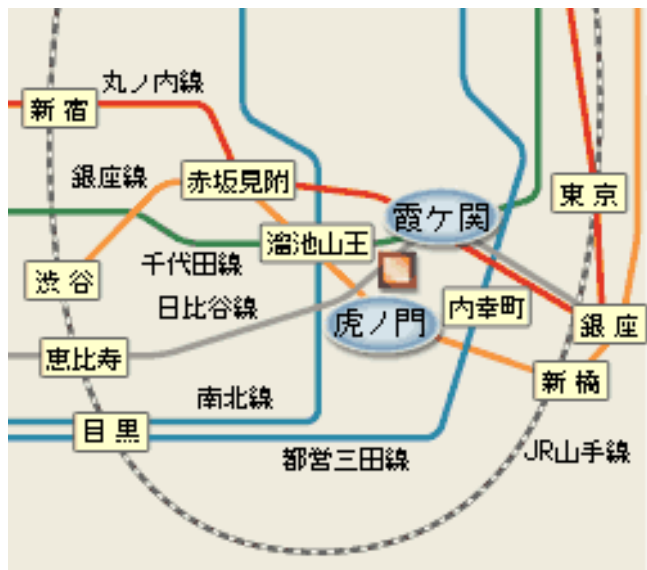 丸ノ内線
新宿
銀座線
赤坂見附
東京
霞ケ関
溜池山王
千代田線
渋谷
日比谷線
内幸町
虎ノ門
銀座
恵比寿
新橋
南北線
目黒
都営三田線
JR山手線